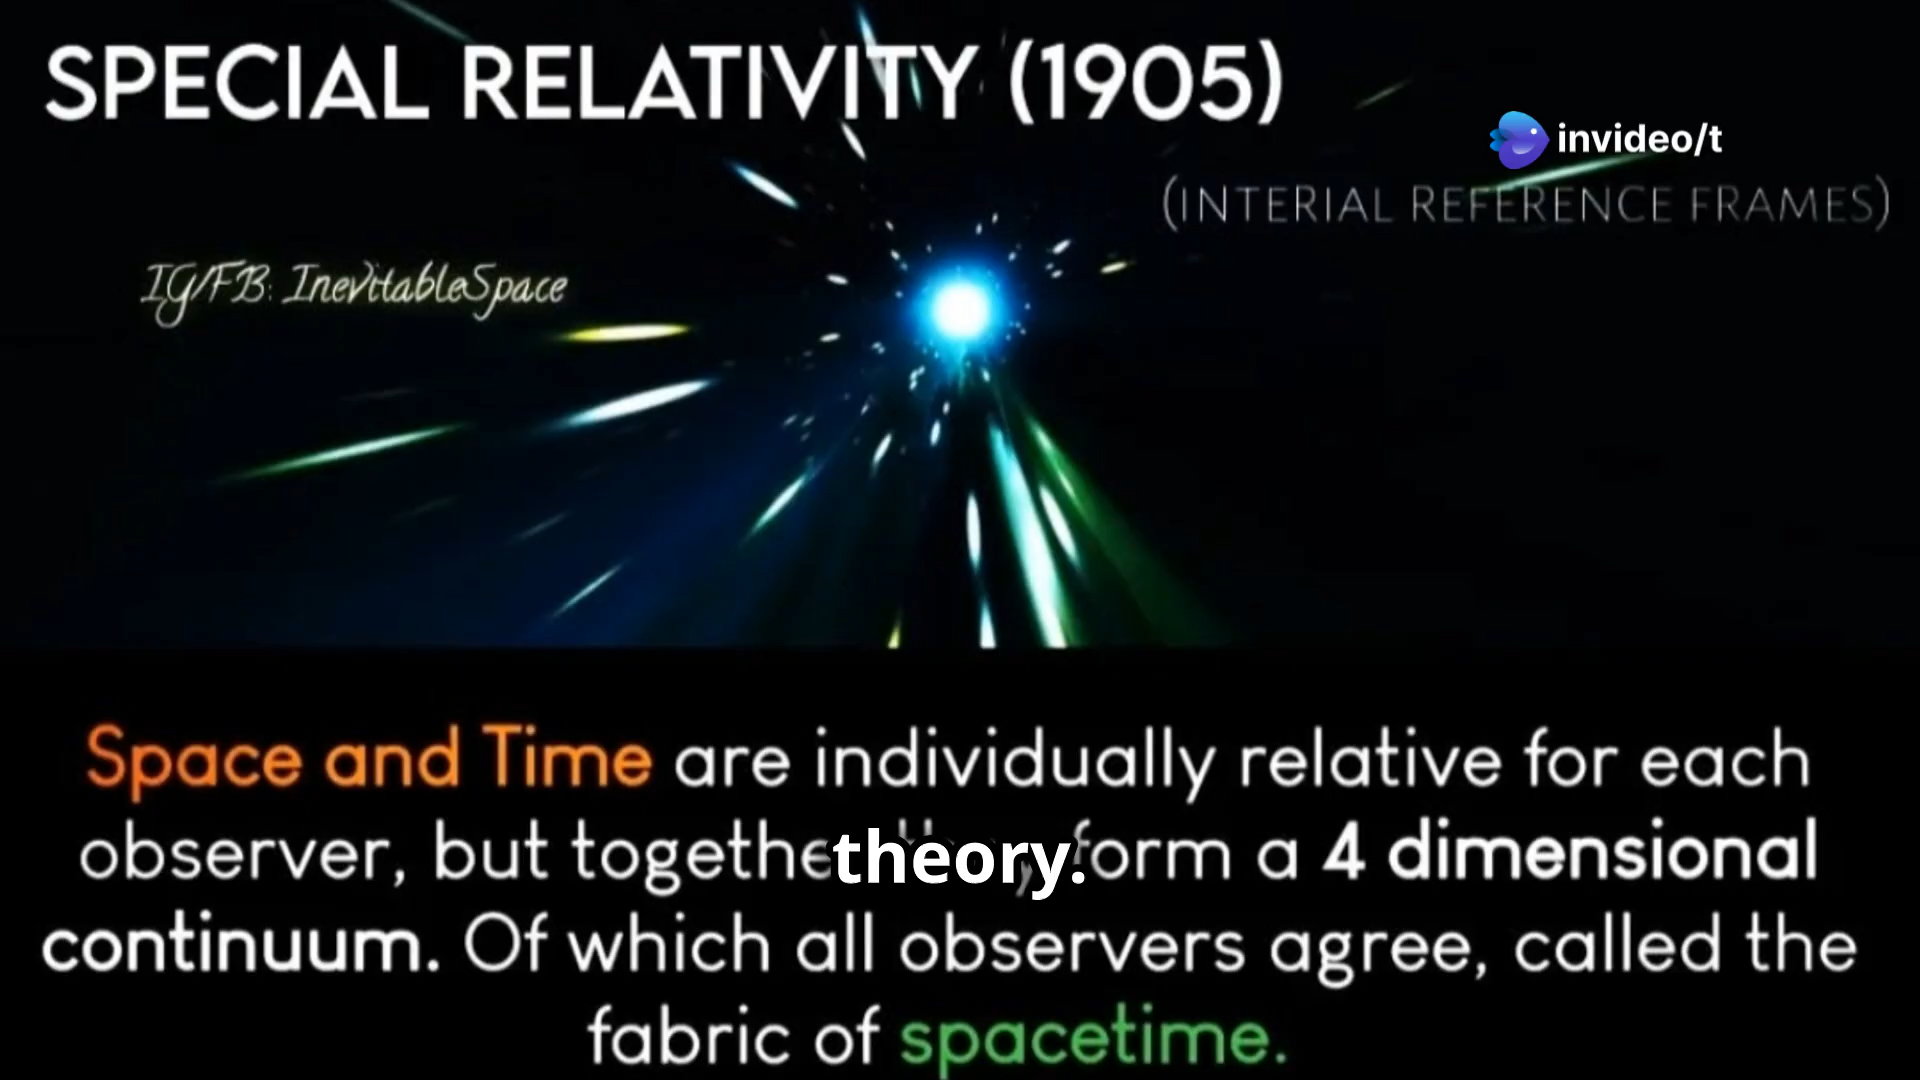 SPECIAL RELATIVITY (1905)
invideo/t
(INTERIAL REFERENCE FRAMES)
IG/FB: InevitableSpace
Space and Time are individually relative for each
observer, but together form a 4 dimensional
theory.
continuum. Of which all observers agree, called the
fabric of spacetime.